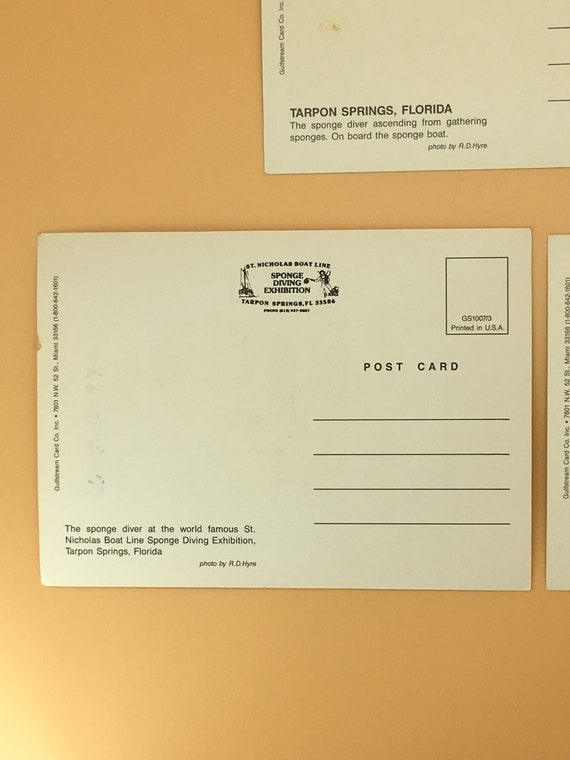 Gulfstream Card Co. Inc.
TARPON SPRINGS, FLORIDA
The sponge diver ascending from gathering
sponges. On board the sponge boat.
photo by R.D.Hyre
Gulfstream Card Co. Inc. • 7801 N.W. 52 St., Miami 33166 (1-800-642-1601)
ST. NICHOLAS BOAT LINE
SPONGE
DIVING
EXHIBITION
TARPON SPRINGS, FL 33586
GS1007/3
Printed in U.S.A.
POST CARD
The sponge diver at the world famous St.
Nicholas Boat Line Sponge Diving Exhibition,
Tarpon Springs, Florida
photo by R.D.Hyre
Gulfstream Card Co. Inc. • 7801 N.W. 52 St., Miami 33166 (1-800-642-1601)